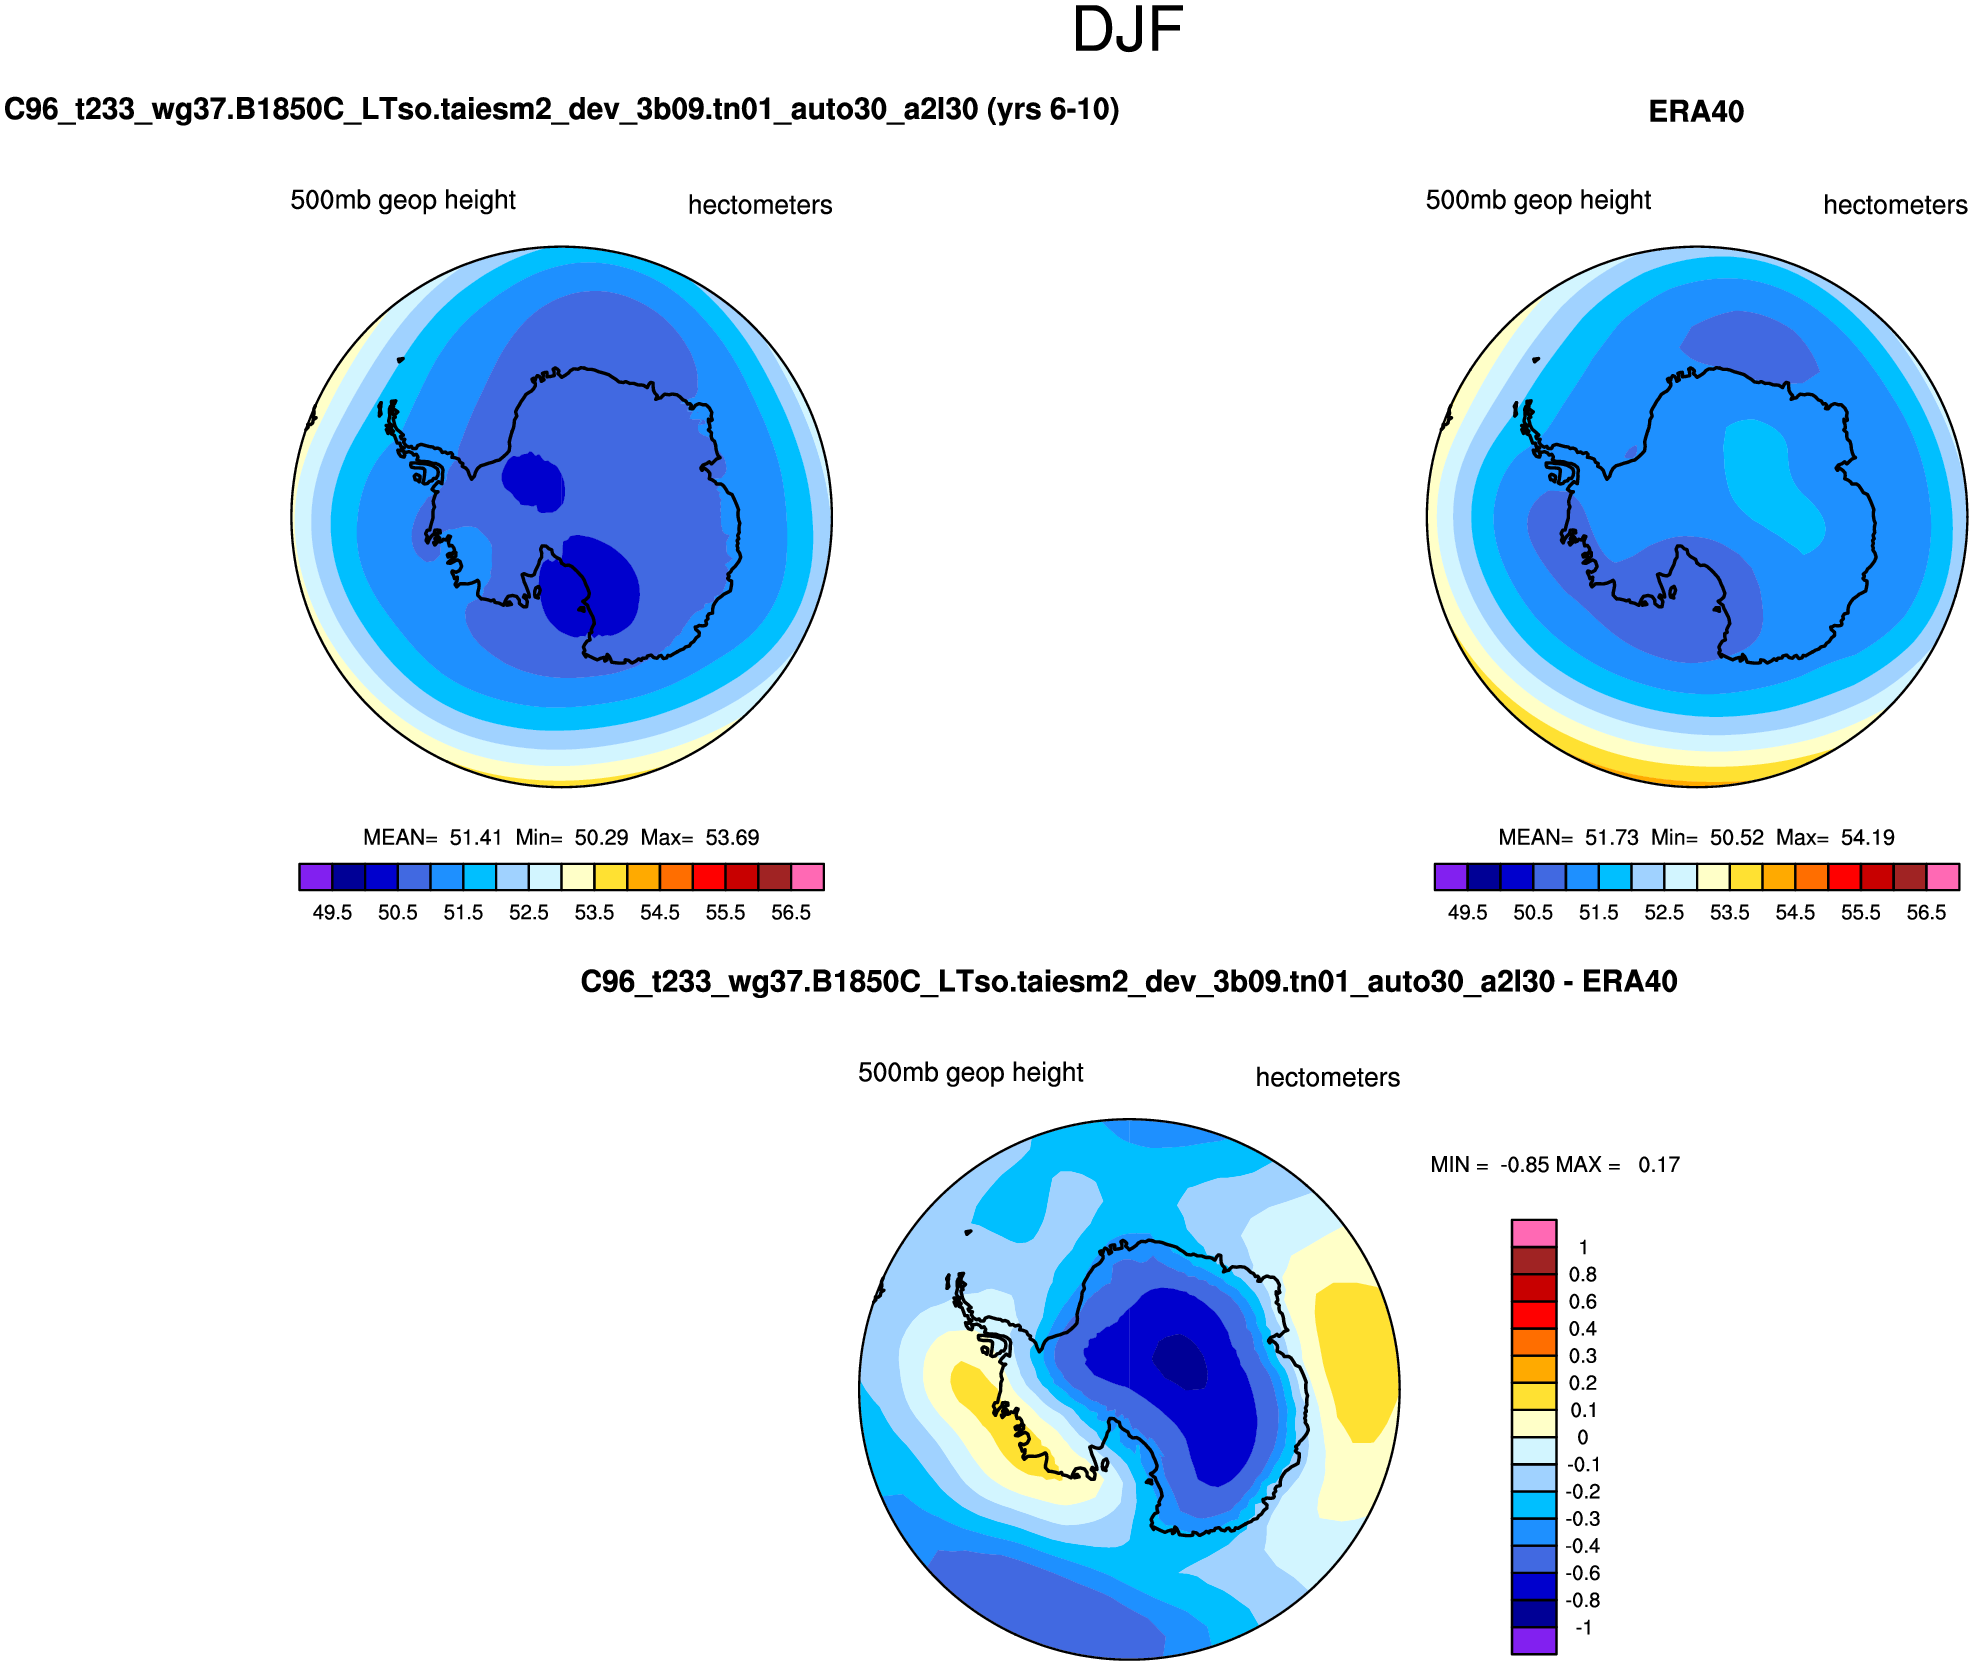 DJF
C96_t233_wg37.B1850C_LTso.taiesm2_dev_3b09.tn01_auto30_a2l30 (yrs 6-10)
ERA40
500mb geop height hectometers
500mb geop height hectometers
MEAN= 51.41 Min= 50.29 Max= 53.69
MEAN= 51.73 Min= 50.52 Max= 54.19
49.5 50.5 51.5 52.5 53.5 54.5 55.5 56.5
49.5 50.5 51.5 52.5 53.5 54.5 55.5 56.5
C96_t233_wg37.B1850C_LTso.taiesm2_dev_3b09.tn01_auto30_a2l30 - ERA40
500mb geop height hectometers
MIN = -0.85 MAX = 0.17
1
0.8
0.6
0.4
0.3
0.2
0.1
0
-0.1
-0.2
-0.3
-0.4
-0.6
-0.8
-1